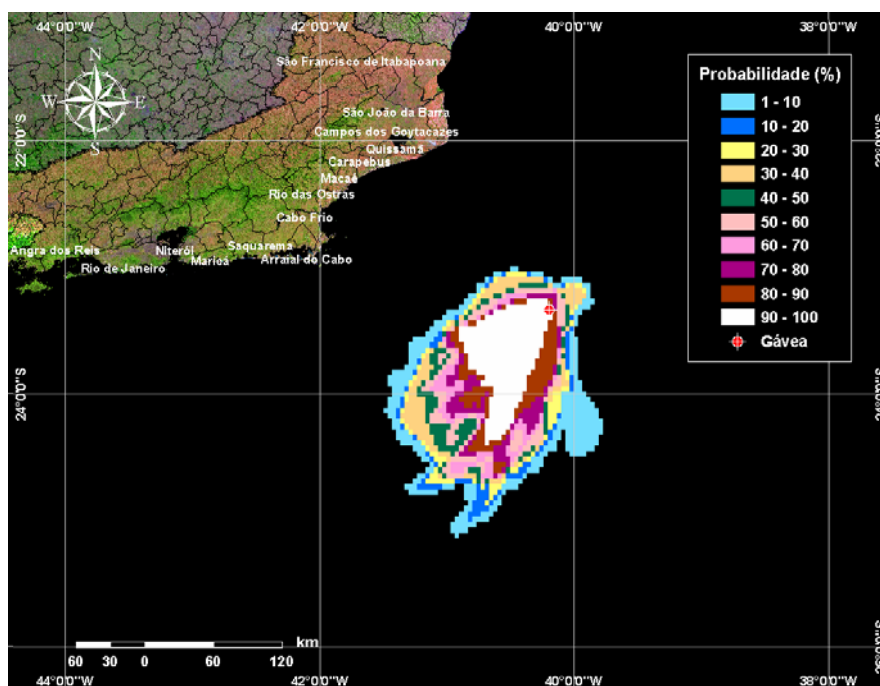 44°0'0"W 42°0'0"W 40°0'0"W 38°0'0"W
N
W E
S
São Francisco de Itabapoana
São João da Barra
Campos dos Goytacazes
Quissamã
Carapebus
Macaé
Rio das Ostras
Cabo Frio
Saquarema
Angra dos Reis
Niterói
Rio de Janeiro
Maricá
Arraial do Cabo
Probabilidade (%)
1 - 10
10 - 20
20 - 30
30 - 40
40 - 50
50 - 60
60 - 70
70 - 80
80 - 90
90 - 100
Gávea
22°0'0"S
24°0'0"S
km
60 30 0 60 120
44°0'0"W 42°0'0"W 40°0'0"W 38°0'0"W